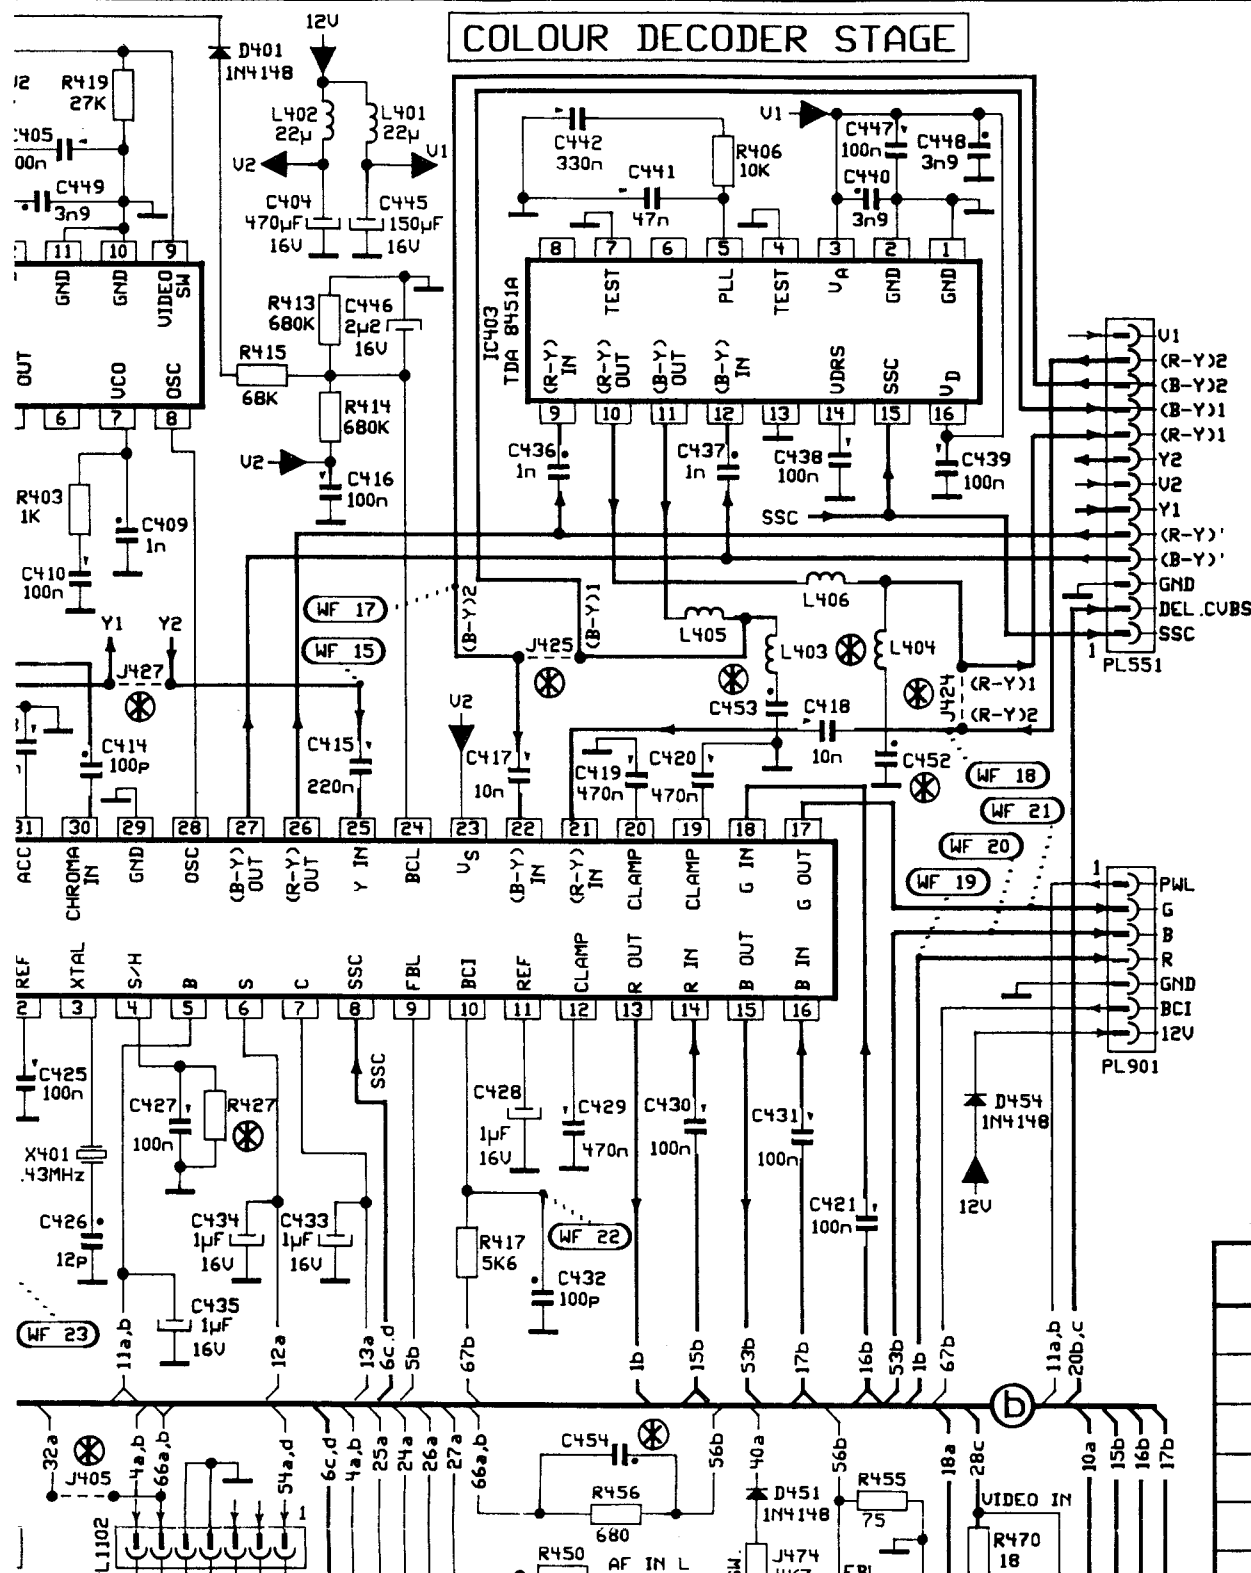 COLOUR DECODER STAGE
12V
D401
1N4148
R419
27K
L402
22µ
L401
22µ
V2
V1
C449
3n9
C404
470µF
16V
C445
150µF
16V
C442
330n
R406
10K
C441
47n
V1
C447
100n
C448
3n9
C440
3n9
11
10
9
GND
GND
VIDEO SW
OUT
VCO
OSC
6
7
8
R413
680K
C446
2µ2
16V
R415
68K
R414
680K
V2
C416
100n
8
7
6
5
4
3
2
1
IC403
TDA 8451A
TEST
PLL
TEST
VA
GND
GND
(R-Y) IN
(R-Y) OUT
(B-Y) OUT
(B-Y) IN
VDRS
SSC
VD
9
10
11
12
13
14
15
16
V1
(R-Y)2
(B-Y)2
(B-Y)1
(R-Y)1
Y2
V2
Y1
(R-Y)'
(B-Y)'
GND
DEL.CVBS
SSC
1
PL551
C436
1n
C437
1n
C438
100n
C439
100n
SSC
R403
1K
C409
1n
C410
100n
WF 17
WF 15
(B-Y)2
(B-Y)1
J425
L406
L405
L403
L404
J424
(R-Y)1
(R-Y)2
Y1
Y2
J427
V2
C453
C418
10n
C414
100p
C415
220n
C417
10n
C419
470n
C420
470n
C452
WF 18
WF 21
WF 20
WF 19
31
30
29
28
27
26
25
24
23
22
21
20
19
18
17
ACC
CHROMA IN
GND
OSC
(B-Y) OUT
(R-Y) OUT
Y IN
BCL
VS
(B-Y) IN
(R-Y) IN
CLAMP
CLAMP
G IN
G OUT
REF
XTAL
S/H
B
S
C
SSC
FBL
BCI
REF
CLAMP
R OUT
R IN
B OUT
B IN
2
3
4
5
6
7
8
9
10
11
12
13
14
15
16
1
PWL
G
B
R
GND
BCI
12V
PL901
C425
100n
C427
100n
R427
SSC
C428
1µF
16V
C429
470n
C430
100n
C431
100n
D454
1N4148
12V
X401
.43MHz
C426
12p
C434
1µF
16V
C433
1µF
16V
R417
5K6
WF 22
C432
100p
C421
100n
WF 23
C435
1µF
16V
11a,b
12a
13a
6c,d
5b
67b
1b
15b
53b
17b
16b
53b
1b
67b
11a,b
20b,c
b
32a
4a,b
66a,b
54a,d
6c,d
4a,b
25a
24a
26a
27a
66a,b
56b
40a
56b
18a
28c
10a
15b
16b
17b
J405
C454
R456
680
D451
1N4148
R455
75
VIDEO IN
R470
18
L1102
1
R450
AF IN L
J474